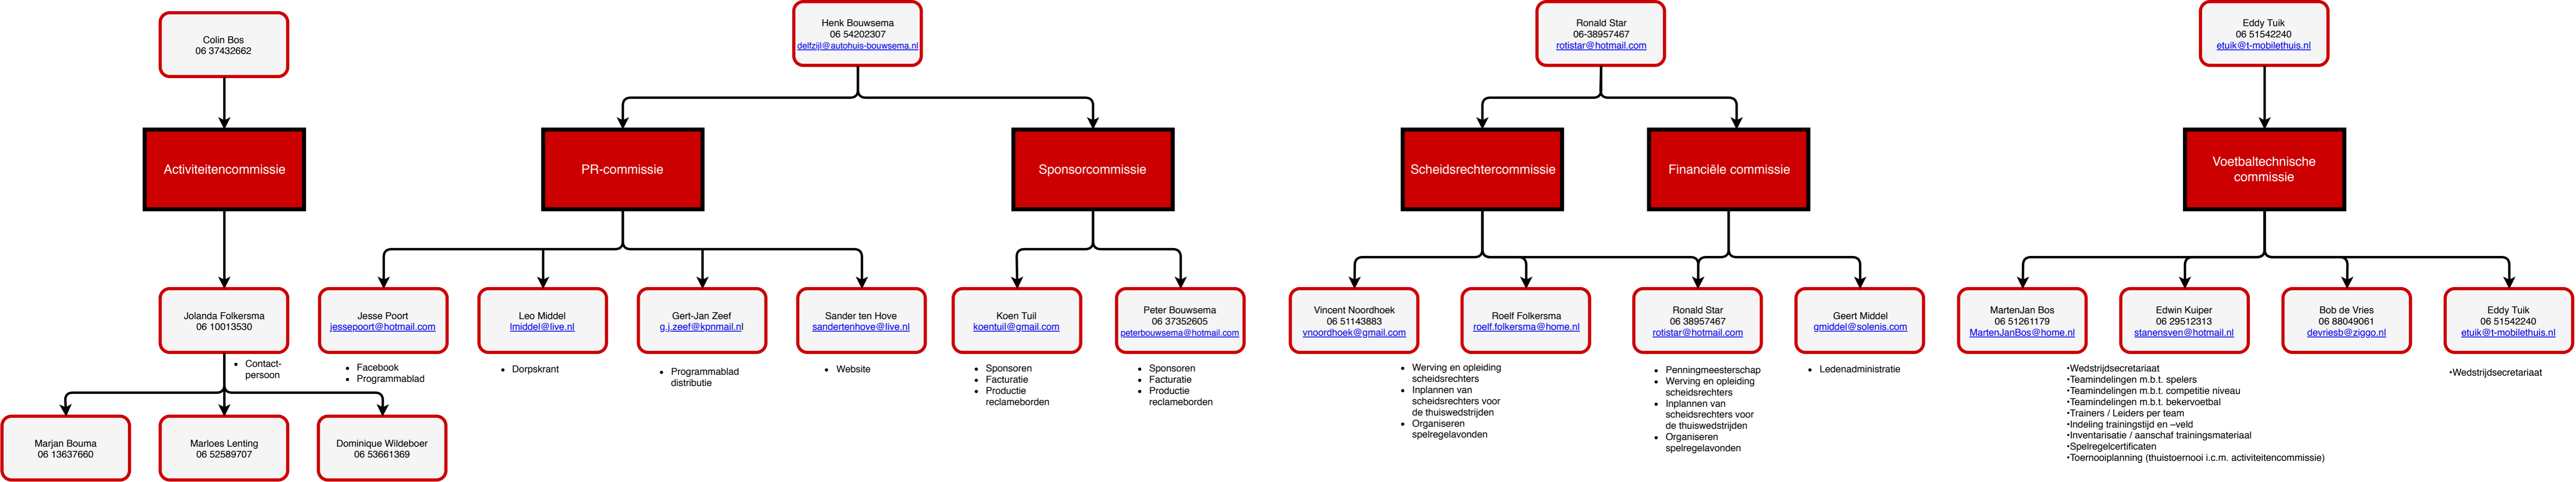 Colin Bos
06 37432662
Henk Bouwsema
06 54202307
delfzijl@autohuis-bouwsema.nl
Ronald Star
06-38957467
rotistar@hotmail.com
Eddy Tuik
06 51542240
etuik@t-mobilethuis.nl
Activiteitencommissie
PR-commissie
Sponsorcommissie
Scheidsrechtercommissie
Financiële commissie
Voetbaltechnische
commissie
Jolanda Folkersma
06 10013530
Jesse Poort
jessepoort@hotmail.com
Leo Middel
lmiddel@live.nl
Gert-Jan Zeef
g.j.zeef@kpnmail.nl
Sander ten Hove
sandertenhove@live.nl
Koen Tuil
koentuil@gmail.com
Peter Bouwsema
06 37352605
peterbouwsema@hotmail.com
Vincent Noordhoek
06 51143883
vnoordhoek@gmail.com
Roelf Folkersma
roelf.folkersma@home.nl
Ronald Star
06 38957467
rotistar@hotmail.com
Geert Middel
gmiddel@solenis.com
MartenJan Bos
06 51261179
MartenJanBos@home.nl
Edwin Kuiper
06 29512313
stanensven@hotmail.nl
Bob de Vries
06 88049061
devriesb@ziggo.nl
Eddy Tuik
06 51542240
etuik@t-mobilethuis.nl
• Contact-
persoon
• Facebook
• Programmablad
• Dorpskrant
• Programmablad
distributie
• Website
• Sponsoren
• Facturatie
• Productie
reclameborden
• Sponsoren
• Facturatie
• Productie
reclameborden
• Werving en opleiding
scheidsrechters
• Inplannen van
scheidsrechters voor
de thuiswedstrijden
• Organiseren
spelregelavonden
• Penningmeesterschap
• Werving en opleiding
scheidsrechters
• Inplannen van
scheidsrechters voor
de thuiswedstrijden
• Organiseren
spelregelavonden
• Ledenadministratie
•Wedstrijdsecretariaat
•Teamindelingen m.b.t. spelers
•Teamindelingen m.b.t. competitie niveau
•Teamindelingen m.b.t. bekervoetbal
•Trainers / Leiders per team
•Indeling trainingstijd en –veld
•Inventarisatie / aanschaf trainingsmateriaal
•Spelregelcertificaten
•Toernooiplanning (thuistoernooi i.c.m. activiteitencommissie)
•Wedstrijdsecretariaat
Marjan Bouma
06 13637660
Marloes Lenting
06 52589707
Dominique Wildeboer
06 53661369